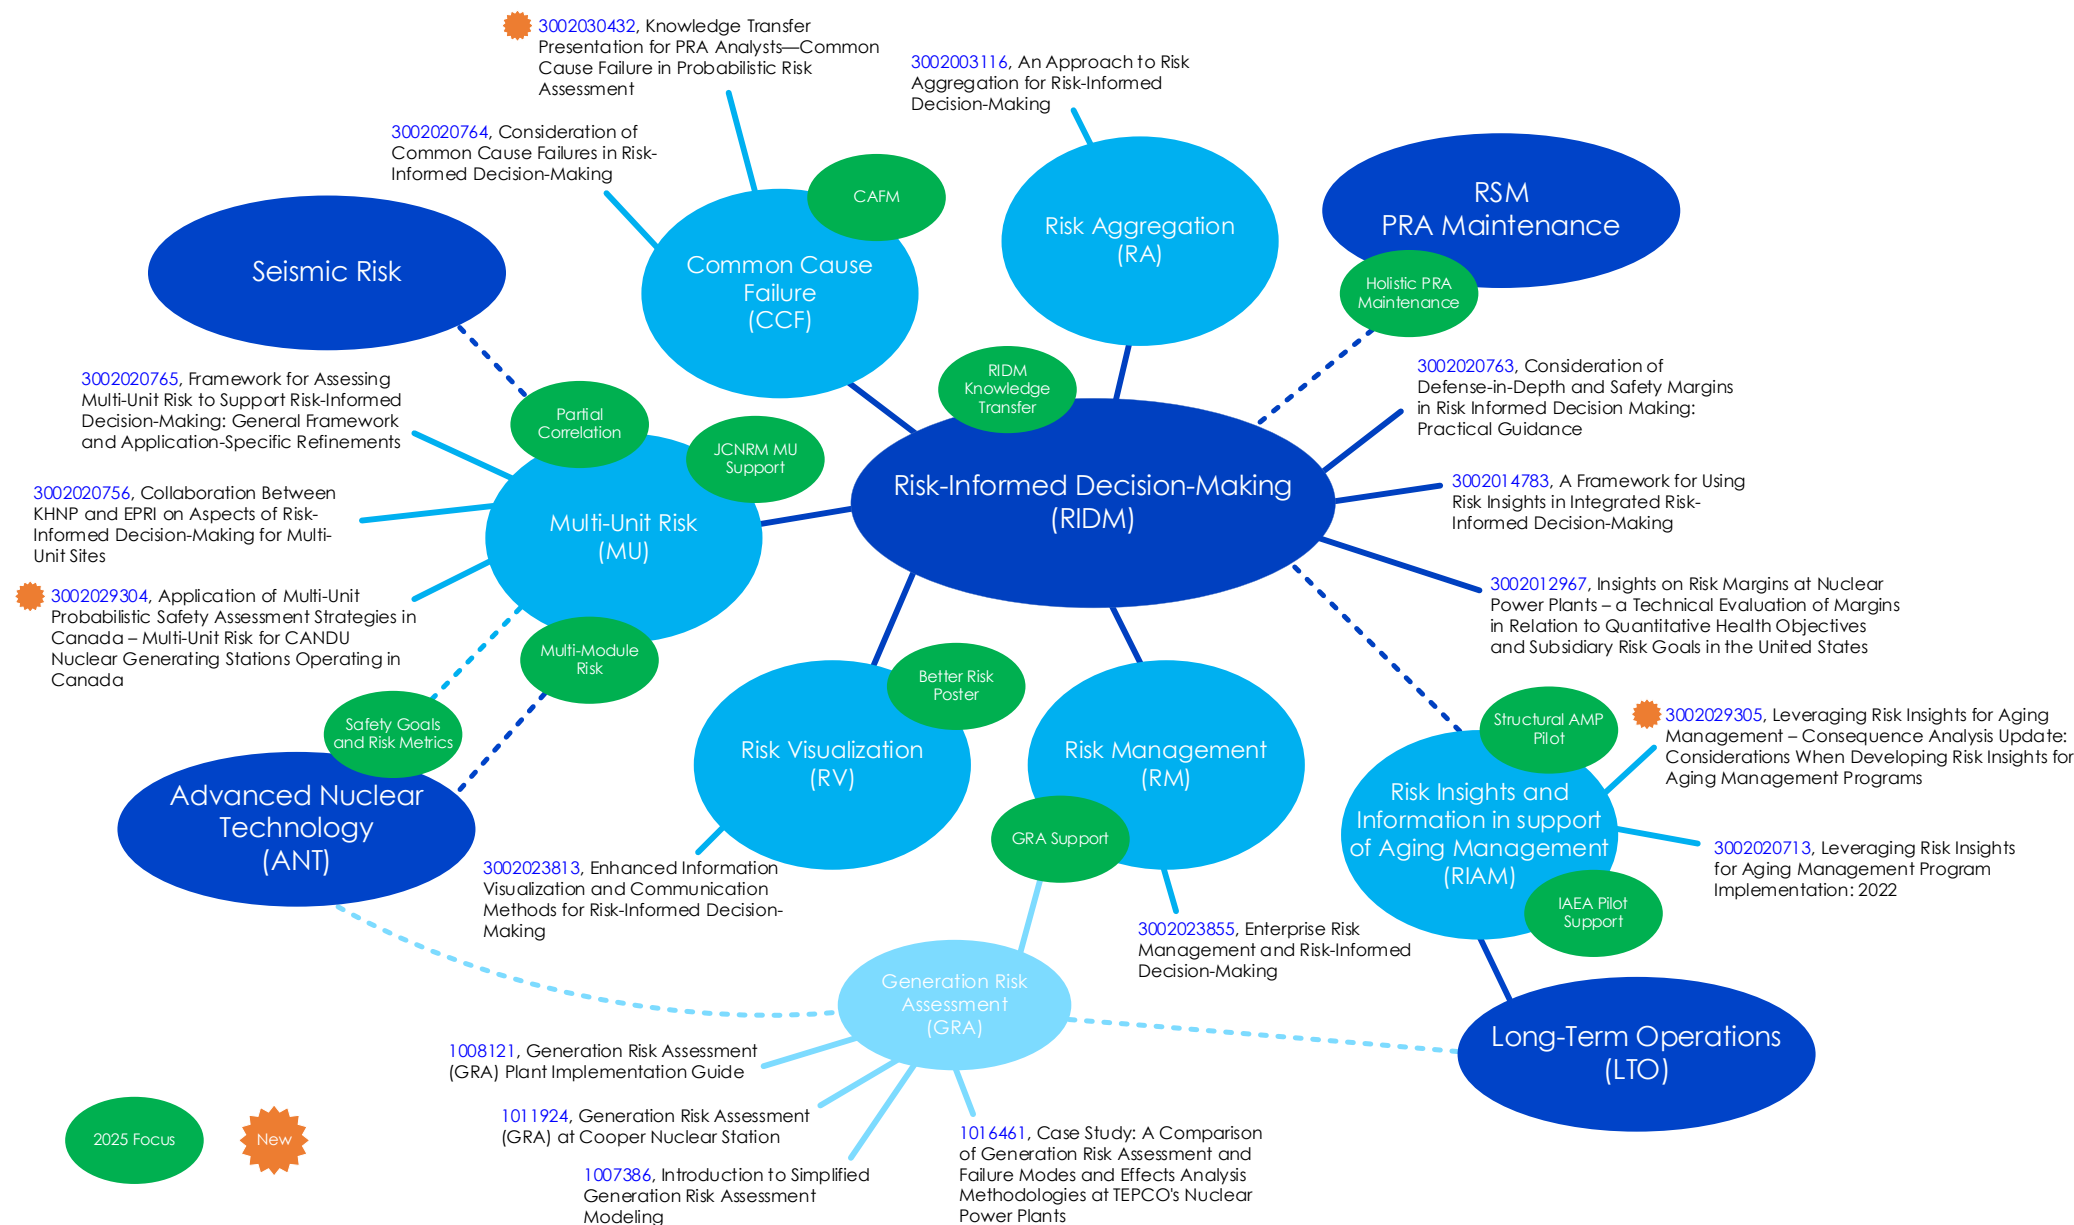 3002030432, Knowledge Transfer
Presentation for PRA Analysts—Common
Cause Failure in Probabilistic Risk
Assessment
3002003116, An Approach to Risk
Aggregation for Risk-Informed
Decision-Making
3002020764, Consideration of
Common Cause Failures in Risk-
Informed Decision-Making
CAFM
Common Cause
Failure
(CCF)
Risk Aggregation
(RA)
RSM
PRA Maintenance
Holistic PRA
Maintenance
Seismic Risk
3002020765, Framework for Assessing
Multi-Unit Risk to Support Risk-Informed
Decision-Making: General Framework
and Application-Specific Refinements
Partial
Correlation
JCNRM MU
Support
RIDM
Knowledge
Transfer
3002020763, Consideration of
Defense-in-Depth and Safety Margins
in Risk Informed Decision Making:
Practical Guidance
3002020756, Collaboration Between
KHNP and EPRI on Aspects of Risk-
Informed Decision-Making for Multi-
Unit Sites
Multi-Unit Risk
(MU)
Risk-Informed Decision-Making
(RIDM)
3002014783, A Framework for Using
Risk Insights in Integrated Risk-
Informed Decision-Making
3002029304, Application of Multi-Unit
Probabilistic Safety Assessment Strategies in
Canada – Multi-Unit Risk for CANDU
Nuclear Generating Stations Operating in
Canada
3002012967, Insights on Risk Margins at Nuclear
Power Plants – a Technical Evaluation of Margins
in Relation to Quantitative Health Objectives
and Subsidiary Risk Goals in the United States
Multi-Module
Risk
Safety Goals
and Risk Metrics
Better Risk
Poster
Structural AMP
Pilot
3002029305, Leveraging Risk Insights for Aging
Management – Consequence Analysis Update:
Considerations When Developing Risk Insights for
Aging Management Programs
Advanced Nuclear
Technology
(ANT)
Risk Visualization
(RV)
Risk Management
(RM)
GRA Support
Risk Insights and
Information in support
of Aging Management
(RIAM)
3002020713, Leveraging Risk Insights
for Aging Management Program
Implementation: 2022
IAEA Pilot
Support
3002023813, Enhanced Information
Visualization and Communication
Methods for Risk-Informed Decision-
Making
3002023855, Enterprise Risk
Management and Risk-Informed
Decision-Making
Generation Risk
Assessment
(GRA)
Long-Term Operations
(LTO)
1008121, Generation Risk Assessment
(GRA) Plant Implementation Guide
1011924, Generation Risk Assessment
(GRA) at Cooper Nuclear Station
1007386, Introduction to Simplified
Generation Risk Assessment
Modeling
1016461, Case Study: A Comparison
of Generation Risk Assessment and
Failure Modes and Effects Analysis
Methodologies at TEPCO's Nuclear
Power Plants
2025 Focus
New